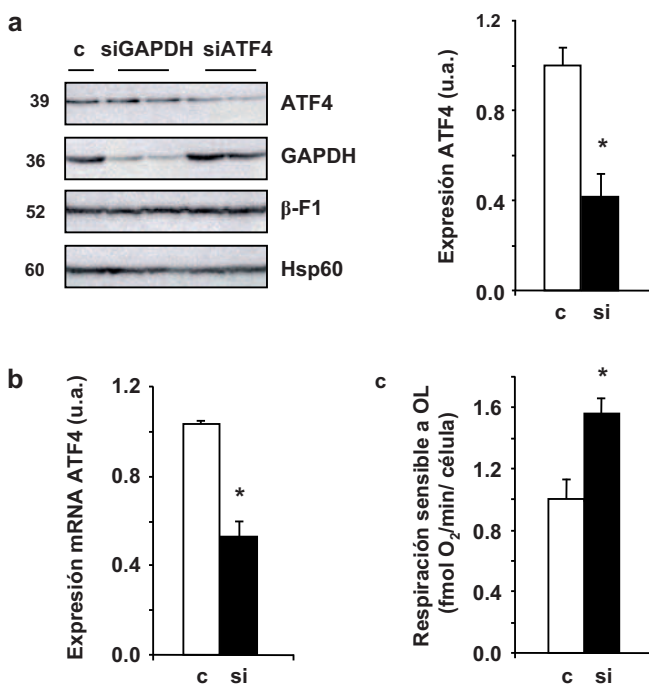 a
c siGAPDH siATF4
39 ATF4
36 GAPDH
52 β-F1
60 Hsp60
Expresión ATF4 (u.a.)
1.2
0.8
0.4
0.0
*
c si
b
Expresión mRNA ATF4 (u.a.)
1.2
0.8
0.4
0.0
*
c si
c
Respiración sensible a OL
(fmol O₂/min/ célula)
1.6
1.2
0.8
0.4
0.0
*
c si